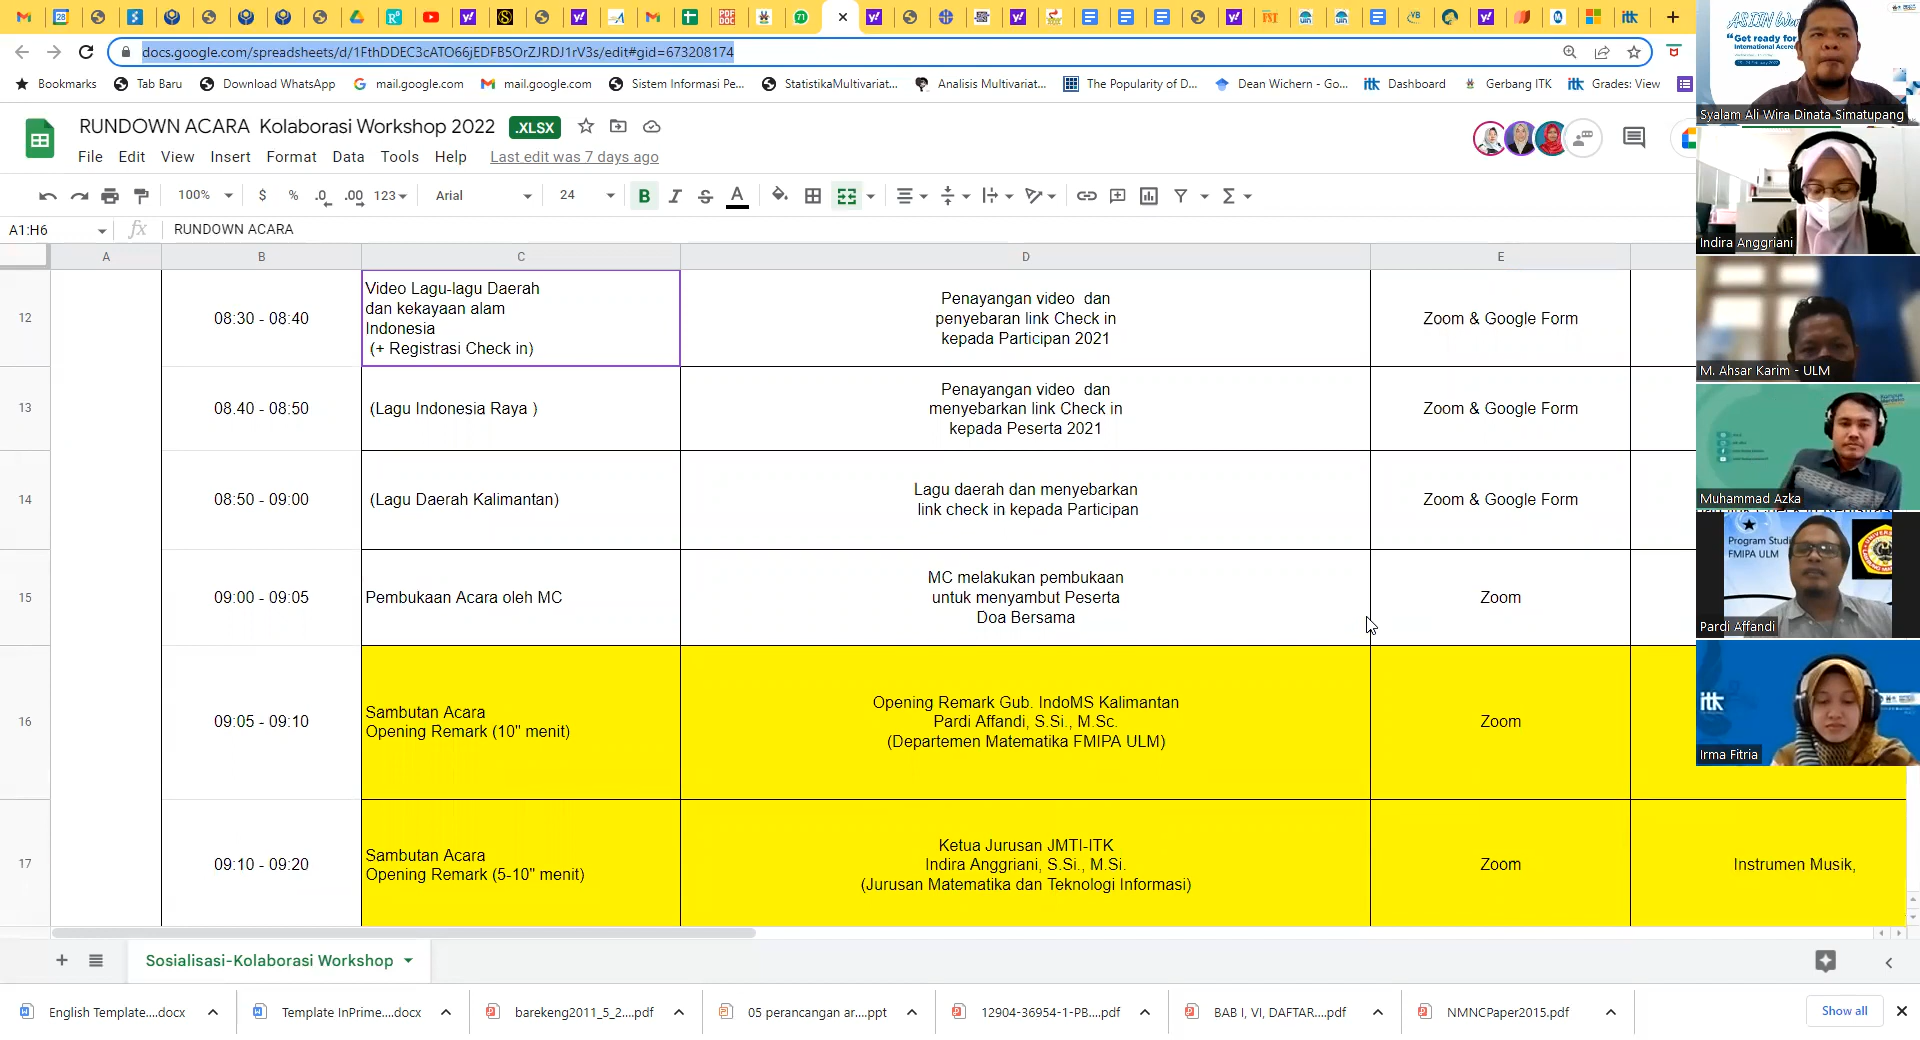 docs.google.com/spreadsheets/d/1FthDDEC3cATO66jEDFB5OrZJRDJ1rV3s/edit#gid=673208174
Bookmarks
Tab Baru
Download WhatsApp
mail.google.com
mail.google.com
Sistem Informasi Pe...
StatistikaMultivariat...
Analisis Multivariat...
The Popularity of D...
Dean Wichern - Go...
Dashboard
Gerbang ITK
Grades: View
RUNDOWN ACARA Kolaborasi Workshop 2022 .XLSX
File Edit View Insert Format Data Tools Help Last edit was 7 days ago
100% $ % .0 .00 123 Arial 24
A1:H6 fx RUNDOWN ACARA
A B C D E
12
08:30 - 08:40
Video Lagu-lagu Daerah
dan kekayaan alam
Indonesia
(+ Registrasi Check in)
Penayangan video dan
penyebaran link Check in
kepada Participan 2021
Zoom & Google Form
13
08.40 - 08:50
(Lagu Indonesia Raya )
Penayangan video dan
menyebarkan link Check in
kepada Peserta 2021
Zoom & Google Form
14
08:50 - 09:00
(Lagu Daerah Kalimantan)
Lagu daerah dan menyebarkan
link check in kepada Participan
Zoom & Google Form
15
09:00 - 09:05
Pembukaan Acara oleh MC
MC melakukan pembukaan
untuk menyambut Peserta
Doa Bersama
Zoom
16
09:05 - 09:10
Sambutan Acara
Opening Remark (10" menit)
Opening Remark Gub. IndoMS Kalimantan
Pardi Affandi, S.Si., M.Sc.
(Departemen Matematika FMIPA ULM)
Zoom
17
09:10 - 09:20
Sambutan Acara
Opening Remark (5-10" menit)
Ketua Jurusan JMTI-ITK
Indira Anggriani, S.Si., M.Si.
(Jurusan Matematika dan Teknologi Informasi)
Zoom
Instrumen Musik,
Sosialisasi-Kolaborasi Workshop
English Template....docx
Template InPrime....docx
barekeng2011_5_2....pdf
05 perancangan ar....ppt
12904-36954-1-PB....pdf
BAB I, VI, DAFTAR....pdf
NMNCPaper2015.pdf
Show all
"Get ready for
International Accre
Syalam Ali Wira Dinata Simatupang
Indira Anggriani
M. Ahsar Karim - ULM
Muhammad Azka
Program Studi
FMIPA ULM
Pardi Affandi
itk
Irma Fitria